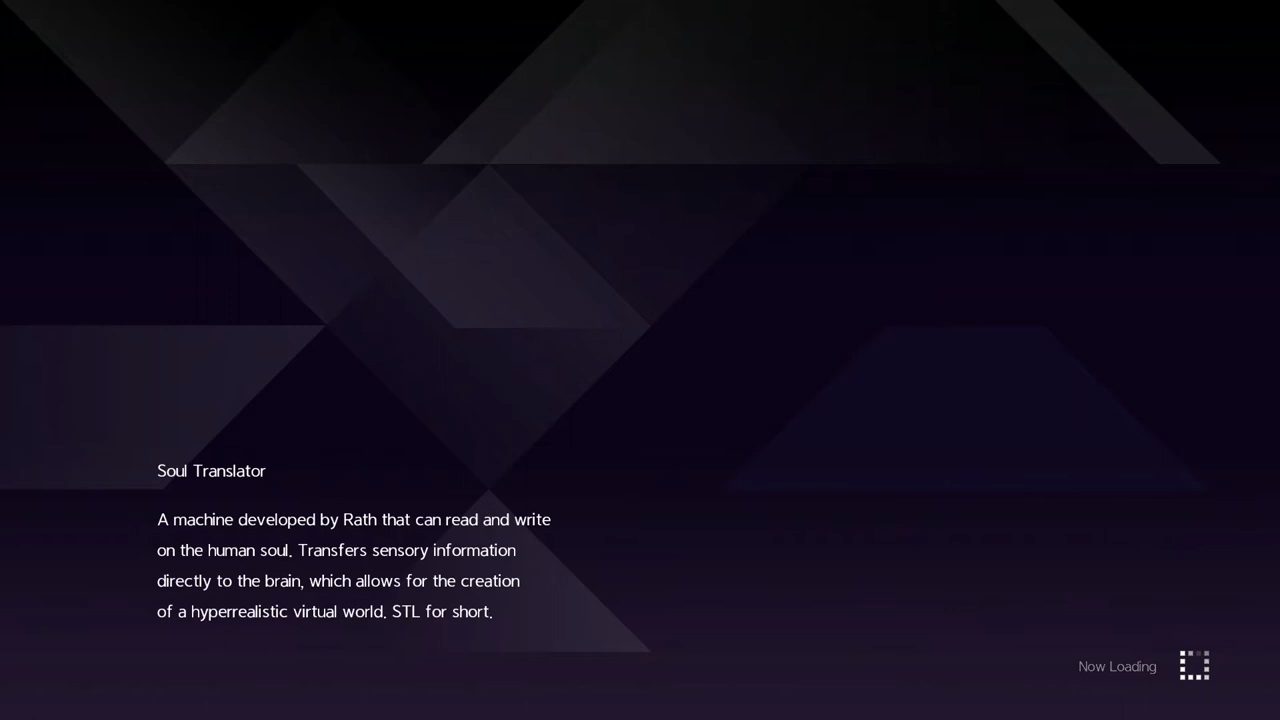 Soul Translator
A machine developed by Rath that can read and write
on the human soul. Transfers sensory information
directly to the brain, which allows for the creation
of a hyperrealistic virtual world. STL for short.
Now Loading